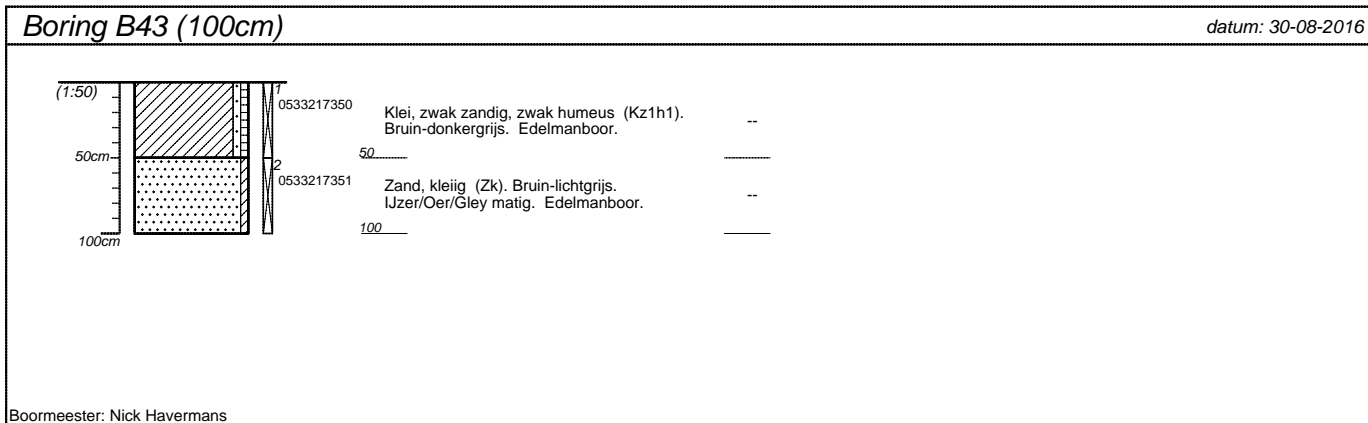 Boring B43 (100cm)
datum: 30-08-2016
(1:50)
1
0533217350
Klei, zwak zandig, zwak humeus (Kz1h1).
Bruin-donkergrijs. Edelmanboor.
--
50cm
50
2
0533217351
Zand, kleiig (Zk). Bruin-lichtgrijs.
IJzer/Oer/Gley matig. Edelmanboor.
--
100cm
100
Boormeester: Nick Havermans